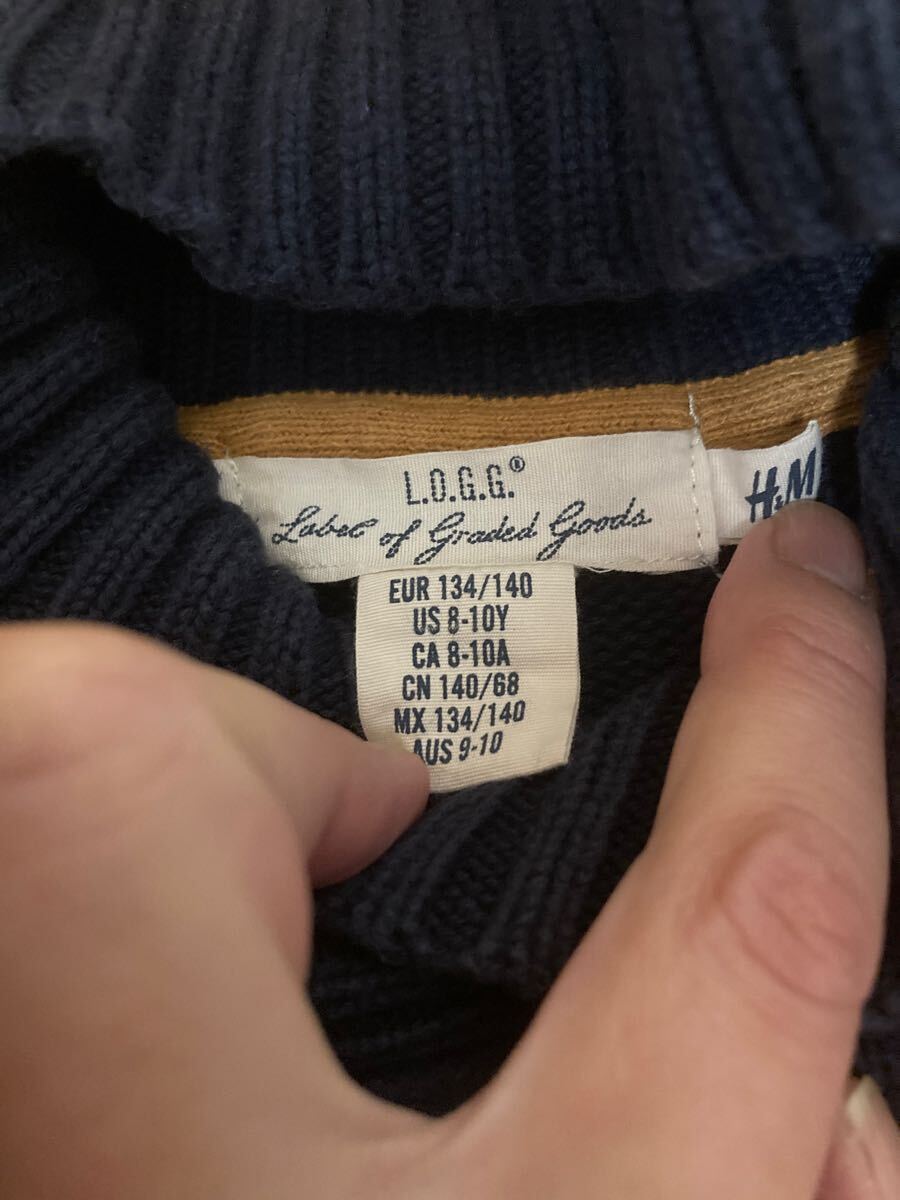 L.O.G.G.®
Label of Graded Goods
H&M
EUR 134/140
US 8-10Y
CA 8-10A
CN 140/68
MX 134/140
AUS 9-10